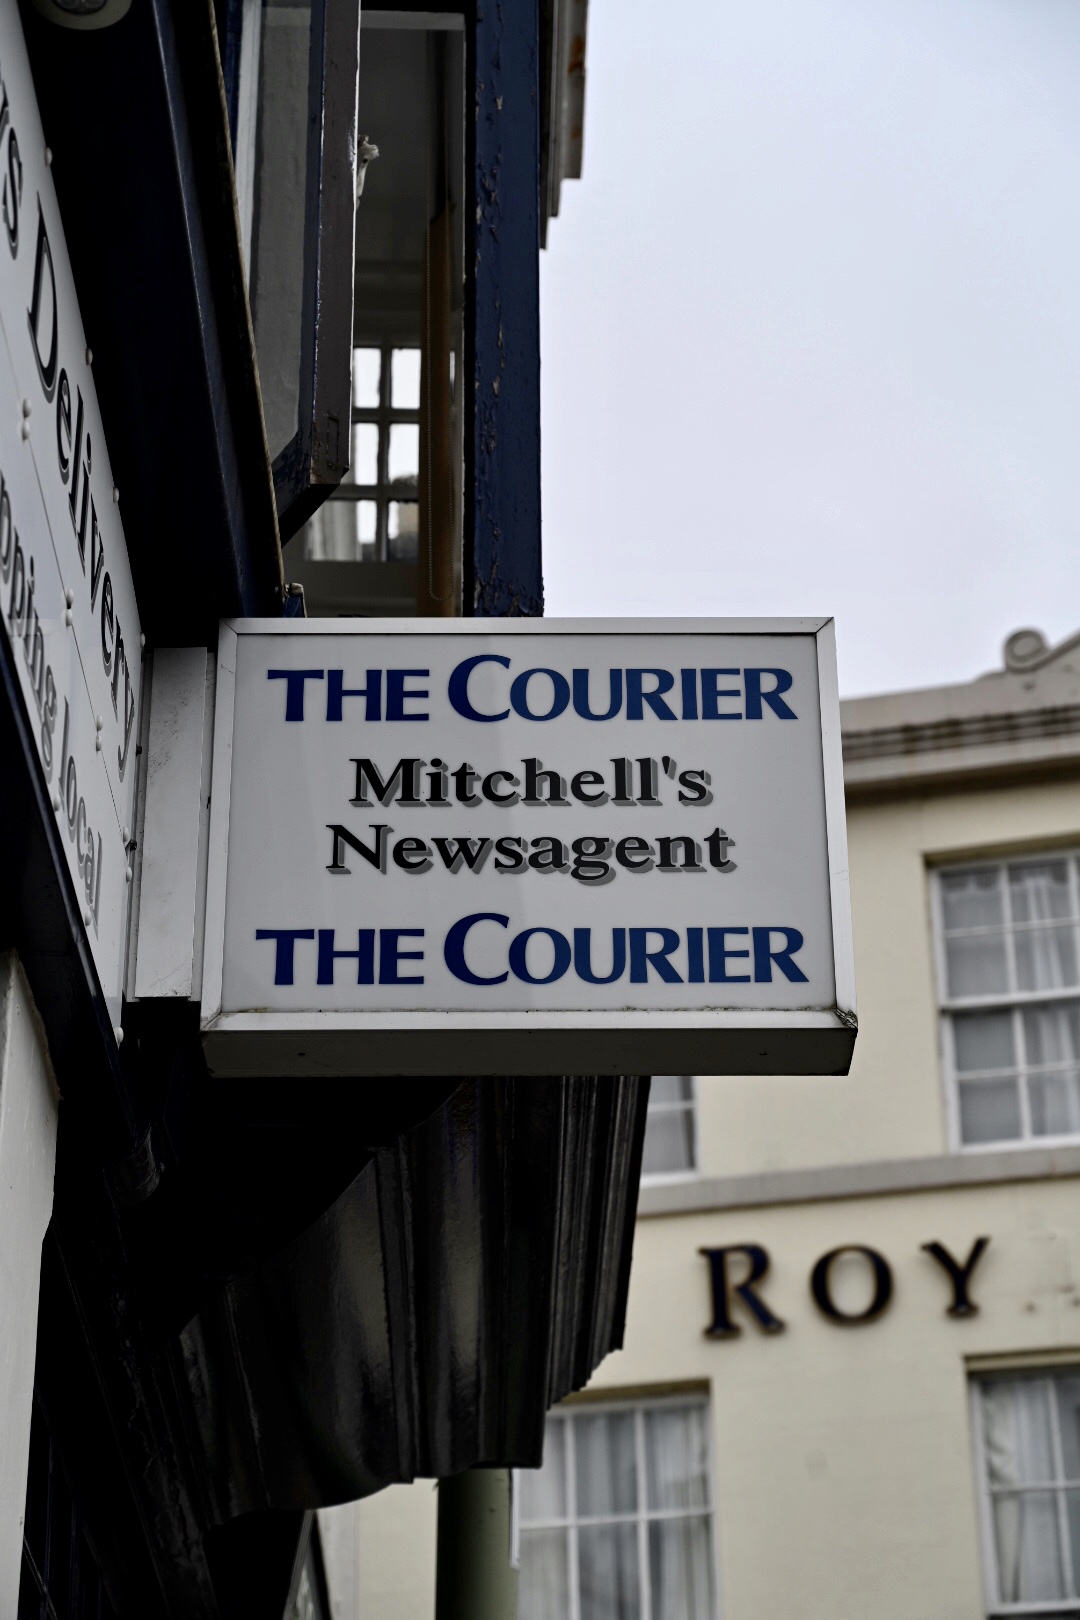 THE COURIER
Mitchell's
Newsagent
THE COURIER
Delivery
local
ROY